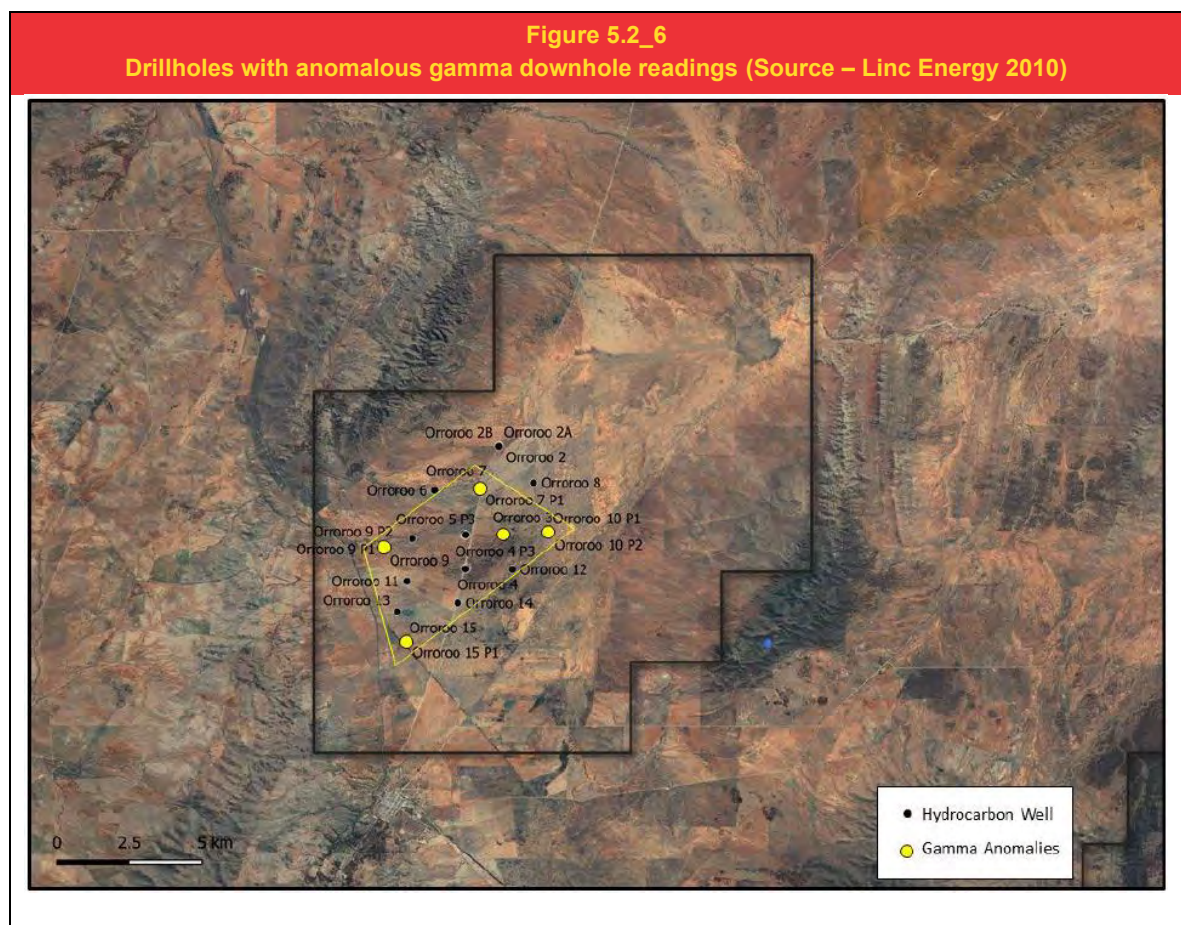 Figure 5.2_6
Drillholes with anomalous gamma downhole readings (Source – Linc Energy 2010)
Orroroo 2B
Orroroo 2A
Orroroo 2
Orroroo 7
Orroroo 8
Orroroo 6
Orroroo 7 P1
Orroroo 5 P3
Orroroo 3
Orroroo 10 P1
Orroroo 9 P2
Orroroo 10 P2
Orroroo 9 P1
Orroroo 4 P3
Orroroo 9
Orroroo 12
Orroroo 11
Orroroo 4
Orroroo 13
Orroroo 14
Orroroo 15
Orroroo 15 P1
Hydrocarbon Well
Gamma Anomalies
0 2.5 5 km